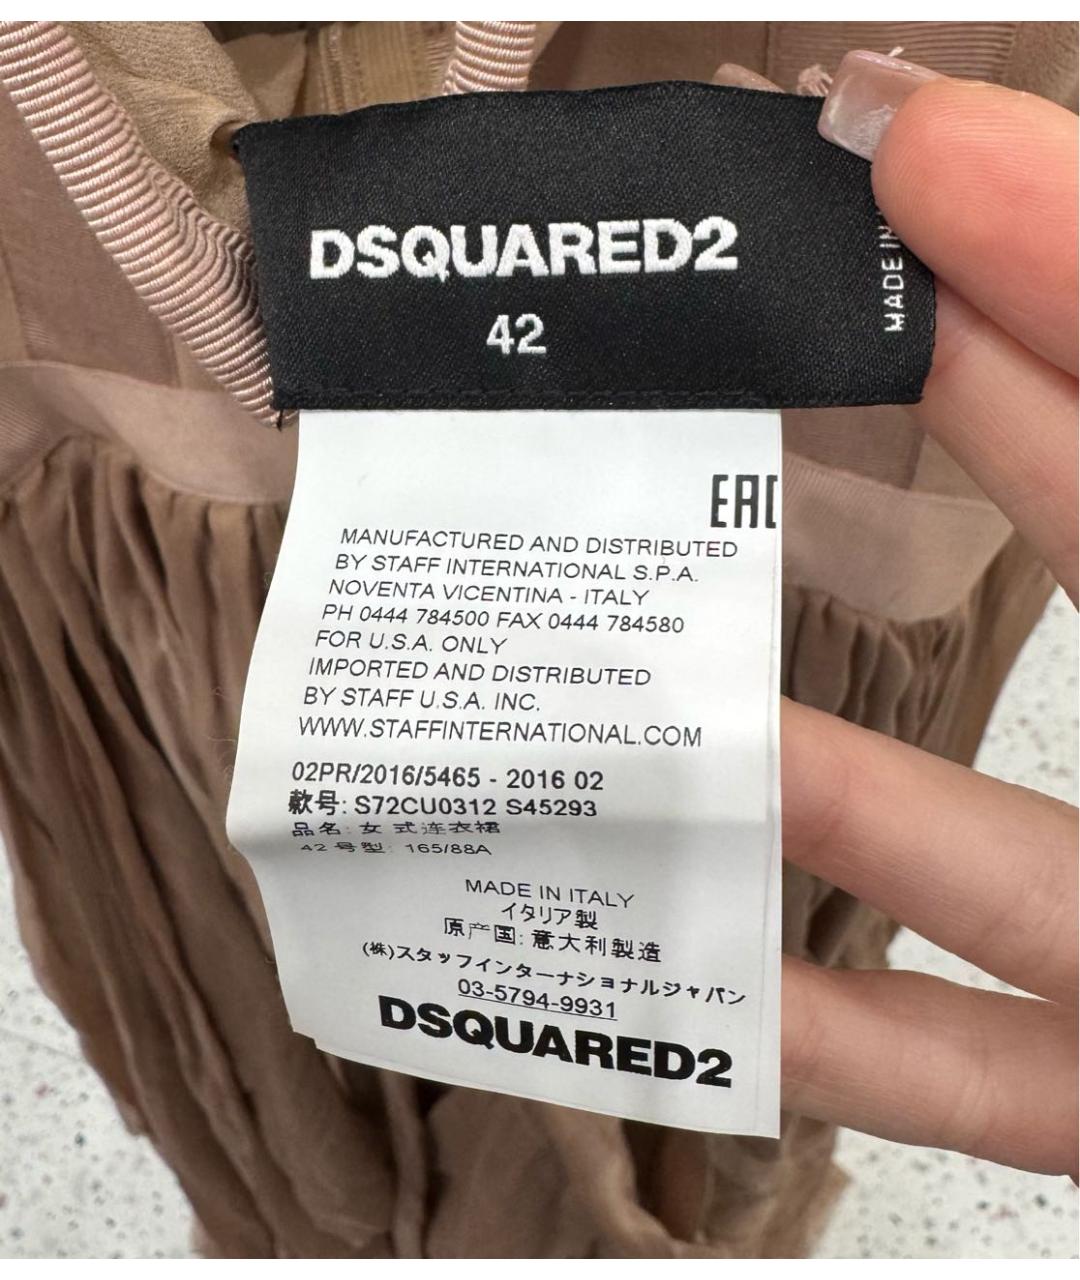 DSQUARED2
42
MADE IN
EAC
MANUFACTURED AND DISTRIBUTED
BY STAFF INTERNATIONAL S.P.A.
NOVENTA VICENTINA - ITALY
PH 0444 784500 FAX 0444 784580
FOR U.S.A. ONLY
IMPORTED AND DISTRIBUTED
BY STAFF U.S.A. INC.
WWW.STAFFINTERNATIONAL.COM
02PR/2016/5465 - 2016 02
款号: S72CU0312 S45293
品名: 女式连衣裙
42 号型: 165/88A
MADE IN ITALY
イタリア製
原产国: 意大利製造
(株)スタッフインターナショナルジャパン
03-5794-9931
DSQUARED2